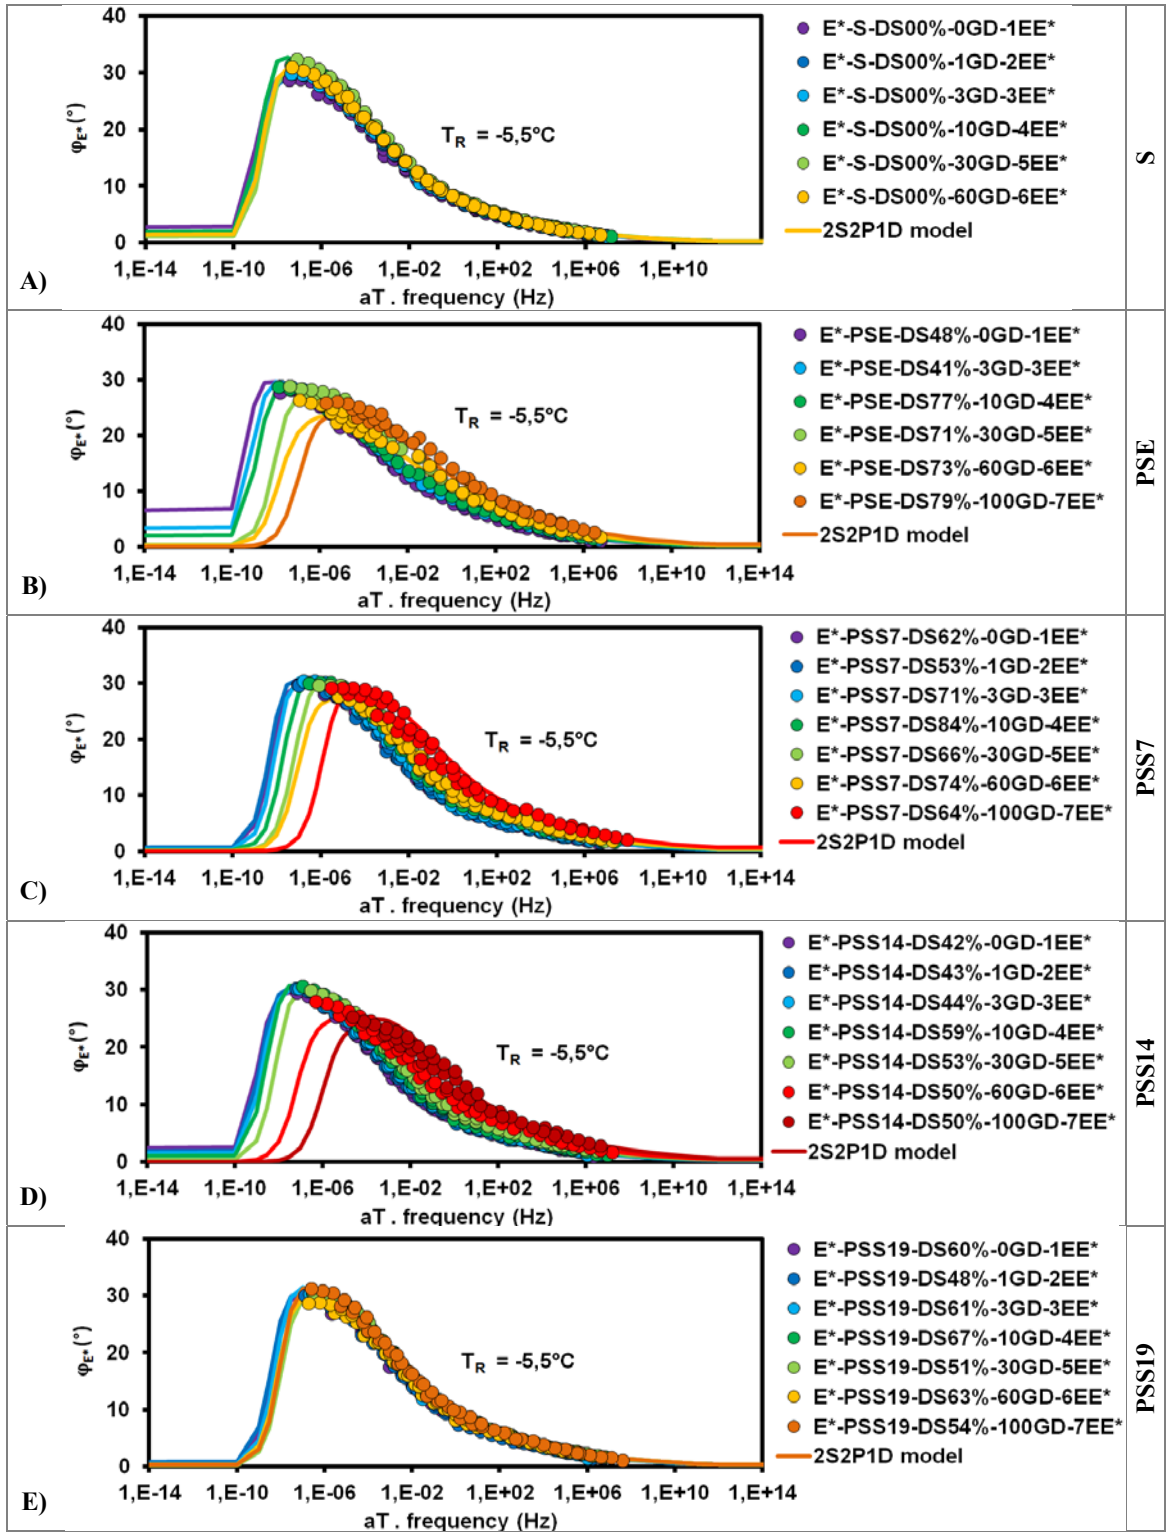 40
30
20
10
0
φE*(°)
TR = -5,5°C
1,E-14 1,E-10 1,E-06 1,E-02 1,E+02 1,E+06 1,E+10
aT . frequency (Hz)
E*-S-DS00%-0GD-1EE*
E*-S-DS00%-1GD-2EE*
E*-S-DS00%-3GD-3EE*
E*-S-DS00%-10GD-4EE*
E*-S-DS00%-30GD-5EE*
E*-S-DS00%-60GD-6EE*
2S2P1D model
A)
S
40
30
20
10
0
φE*(°)
TR = -5,5°C
1,E-14 1,E-10 1,E-06 1,E-02 1,E+02 1,E+06 1,E+10 1,E+14
aT . frequency (Hz)
E*-PSE-DS48%-0GD-1EE*
E*-PSE-DS41%-3GD-3EE*
E*-PSE-DS77%-10GD-4EE*
E*-PSE-DS71%-30GD-5EE*
E*-PSE-DS73%-60GD-6EE*
E*-PSE-DS79%-100GD-7EE*
2S2P1D model
B)
PSE
40
30
20
10
0
φE*(°)
TR = -5,5°C
1,E-14 1,E-10 1,E-06 1,E-02 1,E+02 1,E+06 1,E+10 1,E+14
aT . frequency (Hz)
E*-PSS7-DS62%-0GD-1EE*
E*-PSS7-DS53%-1GD-2EE*
E*-PSS7-DS71%-3GD-3EE*
E*-PSS7-DS84%-10GD-4EE*
E*-PSS7-DS66%-30GD-5EE*
E*-PSS7-DS74%-60GD-6EE*
E*-PSS7-DS64%-100GD-7EE*
2S2P1D model
C)
PSS7
40
30
20
10
0
φE*(°)
TR = -5,5°C
1,E-14 1,E-10 1,E-06 1,E-02 1,E+02 1,E+06 1,E+10 1,E+14
aT . frequency (Hz)
E*-PSS14-DS42%-0GD-1EE*
E*-PSS14-DS43%-1GD-2EE*
E*-PSS14-DS44%-3GD-3EE*
E*-PSS14-DS59%-10GD-4EE*
E*-PSS14-DS53%-30GD-5EE*
E*-PSS14-DS50%-60GD-6EE*
E*-PSS14-DS50%-100GD-7EE*
2S2P1D model
D)
PSS14
40
30
20
10
0
φE*(°)
TR = -5,5°C
1,E-14 1,E-10 1,E-06 1,E-02 1,E+02 1,E+06 1,E+10 1,E+14
aT . frequency (Hz)
E*-PSS19-DS60%-0GD-1EE*
E*-PSS19-DS48%-1GD-2EE*
E*-PSS19-DS61%-3GD-3EE*
E*-PSS19-DS67%-10GD-4EE*
E*-PSS19-DS51%-30GD-5EE*
E*-PSS19-DS63%-60GD-6EE*
E*-PSS19-DS54%-100GD-7EE*
2S2P1D model
E)
PSS19